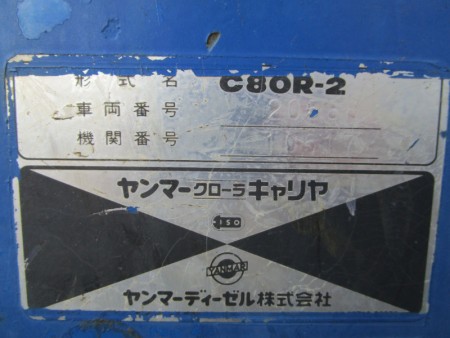 形式名 C80R-2
車両番号
機関番号
ヤンマークローラキャリヤ
ISO
YANMAR
ヤンマーディーゼル株式会社